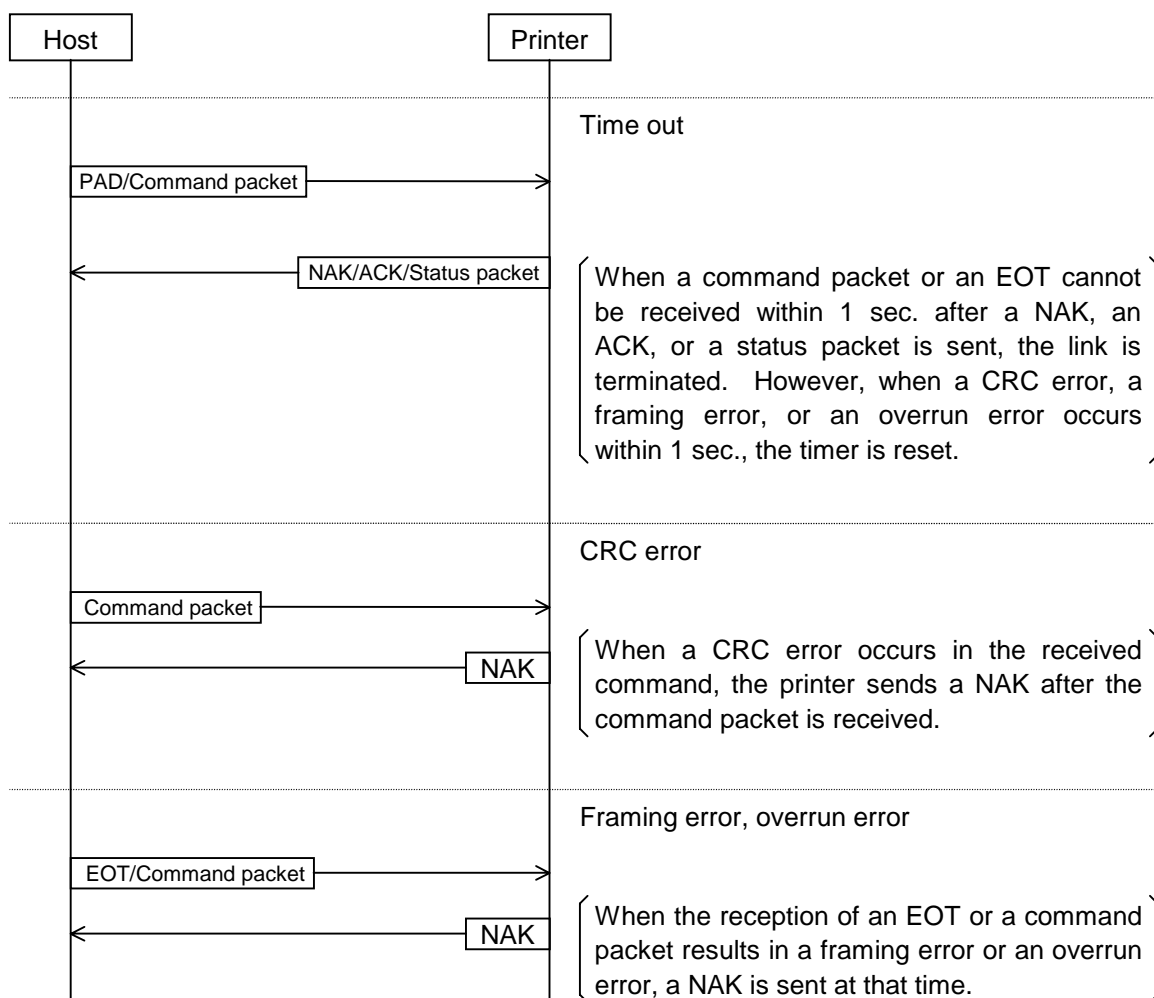 Host
Printer
Time out
PAD/Command packet
NAK/ACK/Status packet
When a command packet or an EOT cannot
be received within 1 sec. after a NAK, an
ACK, or a status packet is sent, the link is
terminated. However, when a CRC error, a
framing error, or an overrun error occurs
within 1 sec., the timer is reset.
CRC error
Command packet
NAK
When a CRC error occurs in the received
command, the printer sends a NAK after the
command packet is received.
Framing error, overrun error
EOT/Command packet
NAK
When the reception of an EOT or a command
packet results in a framing error or an overrun
error, a NAK is sent at that time.